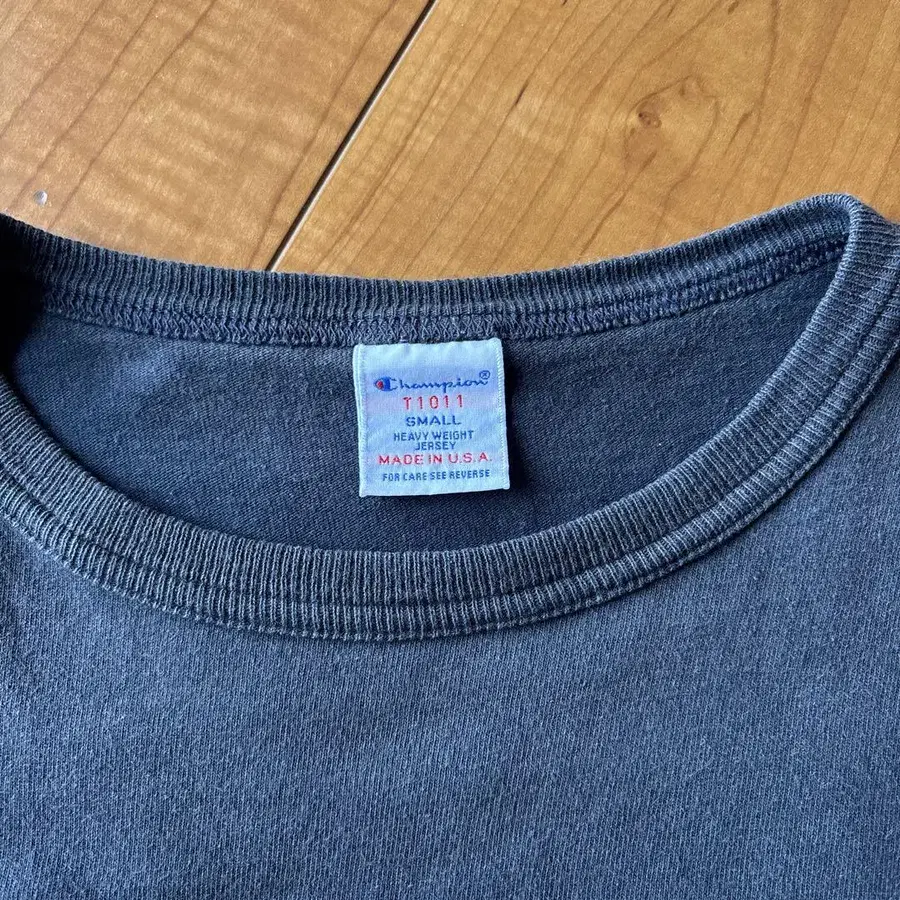 Champion®
T1011
SMALL
HEAVY WEIGHT
JERSEY
MADE IN U.S.A.
FOR CARE SEE REVERSE